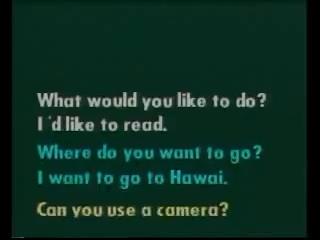 What would you like to do?
I 'd like to read.
Where do you want to go?
I want to go to Hawai.
Can you use a camera?